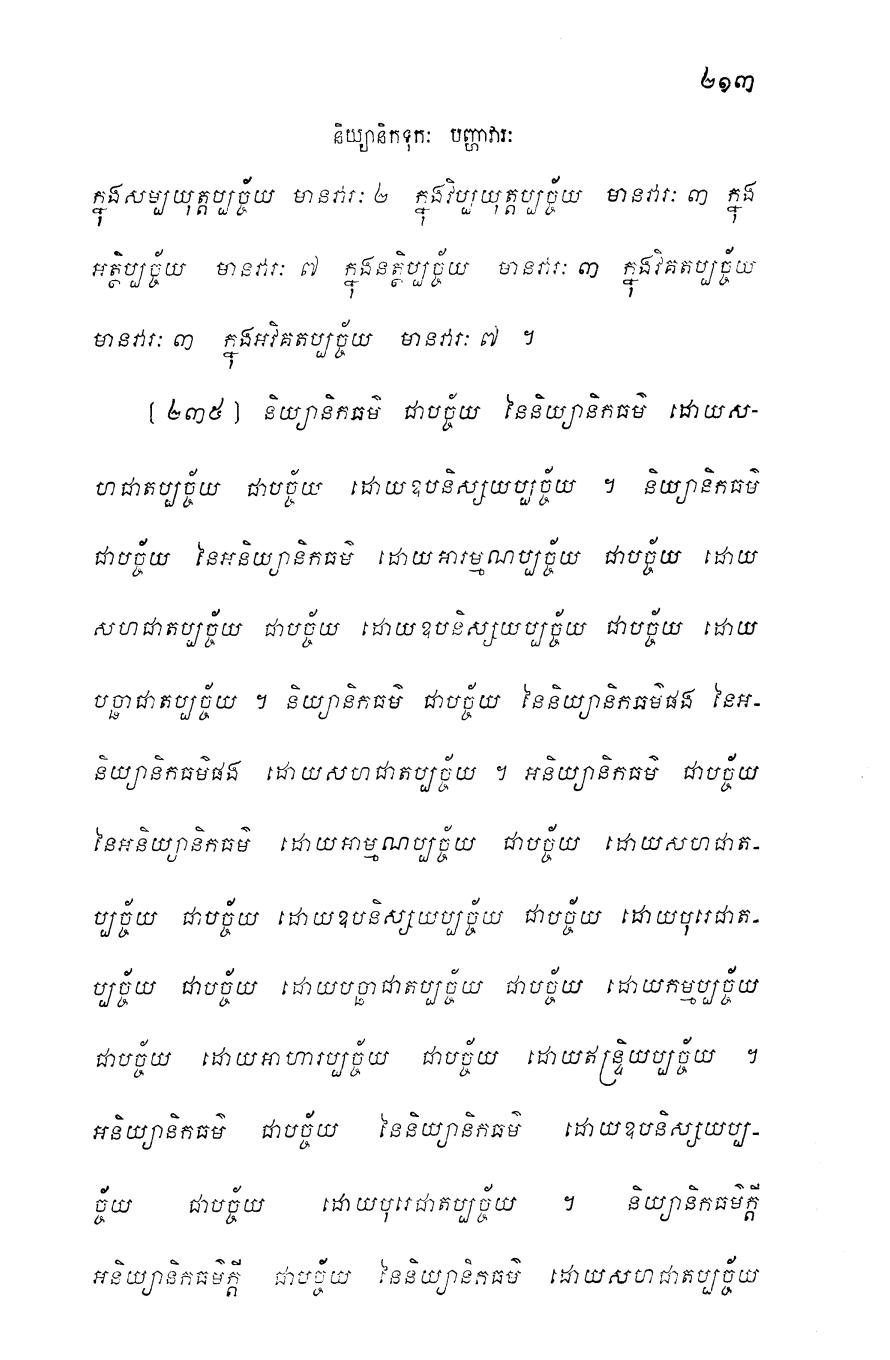 ២១៣
និយ្យានិកទុកៈ បញ្ហាវារៈ
ក្នុងសម្បយុត្តប្បច្ច័យ មានវារៈ ២ ក្នុងវិប្បយុត្តប្បច្ច័យ មានវារៈ ៣ ក្នុង
អត្ថិប្បច្ច័យ មានវារៈ ៧ ក្នុងនត្ថិប្បច្ច័យ មានវារៈ ៣ ក្នុងវិគតប្បច្ច័យ
មានវារៈ ៣ ក្នុងអវិគតប្បច្ច័យ មានវារៈ ៧ ។
[ ២៣៥ ] និយ្យានិកធម៌ ជាបច្ច័យ នៃនិយ្យានិកធម៌ ដោយស-
ហជាតប្បច្ច័យ ជាបច្ច័យ ដោយឧបនិស្សយប្បច្ច័យ ។ និយ្យានិកធម៌
ជាបច្ច័យ នៃអនិយ្យានិកធម៌ ដោយអារម្មណប្បច្ច័យ ជាបច្ច័យ ដោយ
សហជាតប្បច្ច័យ ជាបច្ច័យ ដោយឧបនិស្សយប្បច្ច័យ ជាបច្ច័យ ដោយ
បច្ឆាជាតប្បច្ច័យ ។ និយ្យានិកធម៌ ជាបច្ច័យ នៃនិយ្យានិកធម៌ផង នៃអ-
និយ្យានិកធម៌ផង ដោយសហជាតប្បច្ច័យ ។ អនិយ្យានិកធម៌ ជាបច្ច័យ
នៃអនិយ្យានិកធម៌ ដោយអាម្មណប្បច្ច័យ ជាបច្ច័យ ដោយសហជាត-
ប្បច្ច័យ ជាបច្ច័យ ដោយឧបនិស្សយប្បច្ច័យ ជាបច្ច័យ ដោយបុរេជាត-
ប្បច្ច័យ ជាបច្ច័យ ដោយបច្ឆាជាតប្បច្ច័យ ជាបច្ច័យ ដោយកម្មប្បច្ច័យ
ជាបច្ច័យ ដោយអាហារប្បច្ច័យ ជាបច្ច័យ ដោយឥន្ទ្រិយប្បច្ច័យ ។
អនិយ្យានិកធម៌ ជាបច្ច័យ នៃនិយ្យានិកធម៌ ដោយឧបនិស្សយប្ប-
ច្ច័យ ជាបច្ច័យ ដោយបុរេជាតប្បច្ច័យ ។ និយ្យានិកធម៌ក្តី
អនិយ្យានិកធម៌ក្តី ជាបច្ច័យ នៃនិយ្យានិកធម៌ ដោយសហជាតប្បច្ច័យ